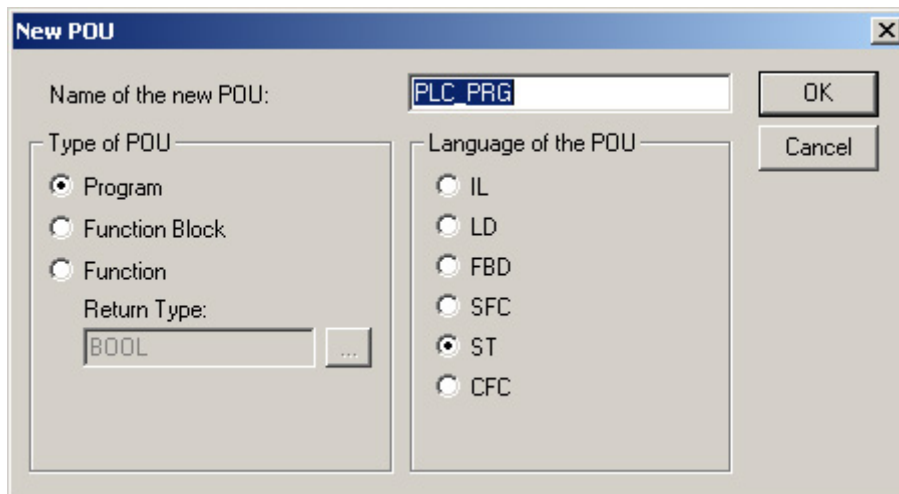 New POU
Name of the new POU:
PLC_PRG
OK
Cancel
Type of POU
Program
Function Block
Function
Return Type:
BOOL
...
Language of the POU
IL
LD
FBD
SFC
ST
CFC